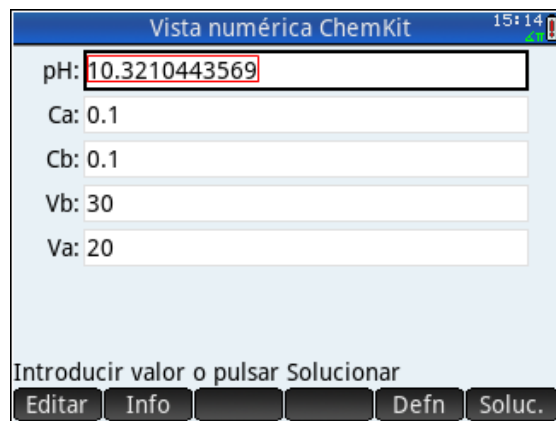 Vista numérica ChemKit 15:14
∡π
pH: 10.3210443569
Ca: 0.1
Cb: 0.1
Vb: 30
Va: 20
Introducir valor o pulsar Solucionar
Editar Info Defn Soluc.